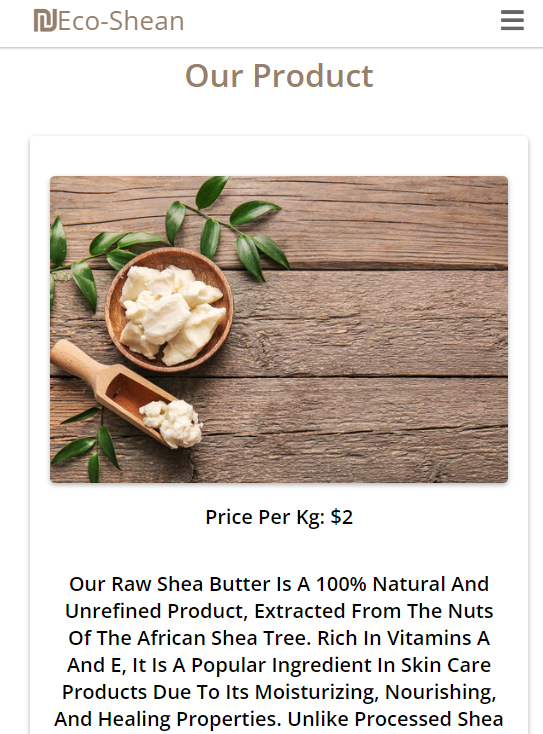 Eco-Shean
Our Product
Price Per Kg: $2
Our Raw Shea Butter Is A 100% Natural And
Unrefined Product, Extracted From The Nuts
Of The African Shea Tree. Rich In Vitamins A
And E, It Is A Popular Ingredient In Skin Care
Products Due To Its Moisturizing, Nourishing,
And Healing Properties. Unlike Processed Shea